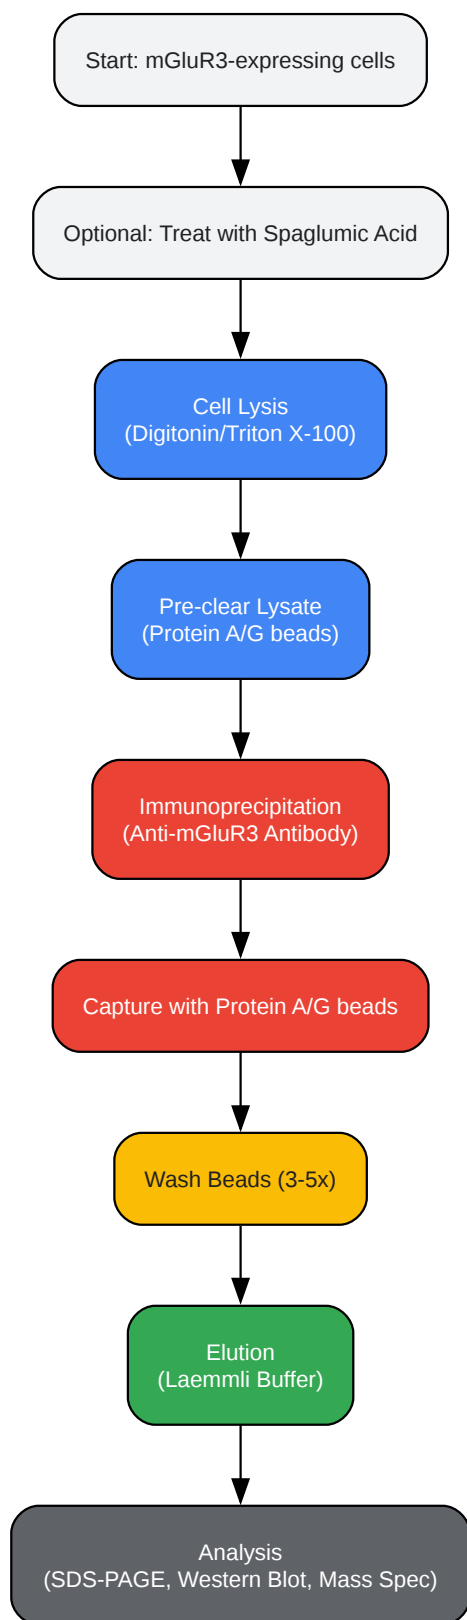 Start: mGluR3-expressing cells
Optional: Treat with Spaglumic Acid
Cell Lysis
(Digitonin/Triton X-100)
Pre-clear Lysate
(Protein A/G beads)
Immunoprecipitation
(Anti-mGluR3 Antibody)
Capture with Protein A/G beads
Wash Beads (3-5x)
Elution
(Laemmli Buffer)
Analysis
(SDS-PAGE, Western Blot, Mass Spec)